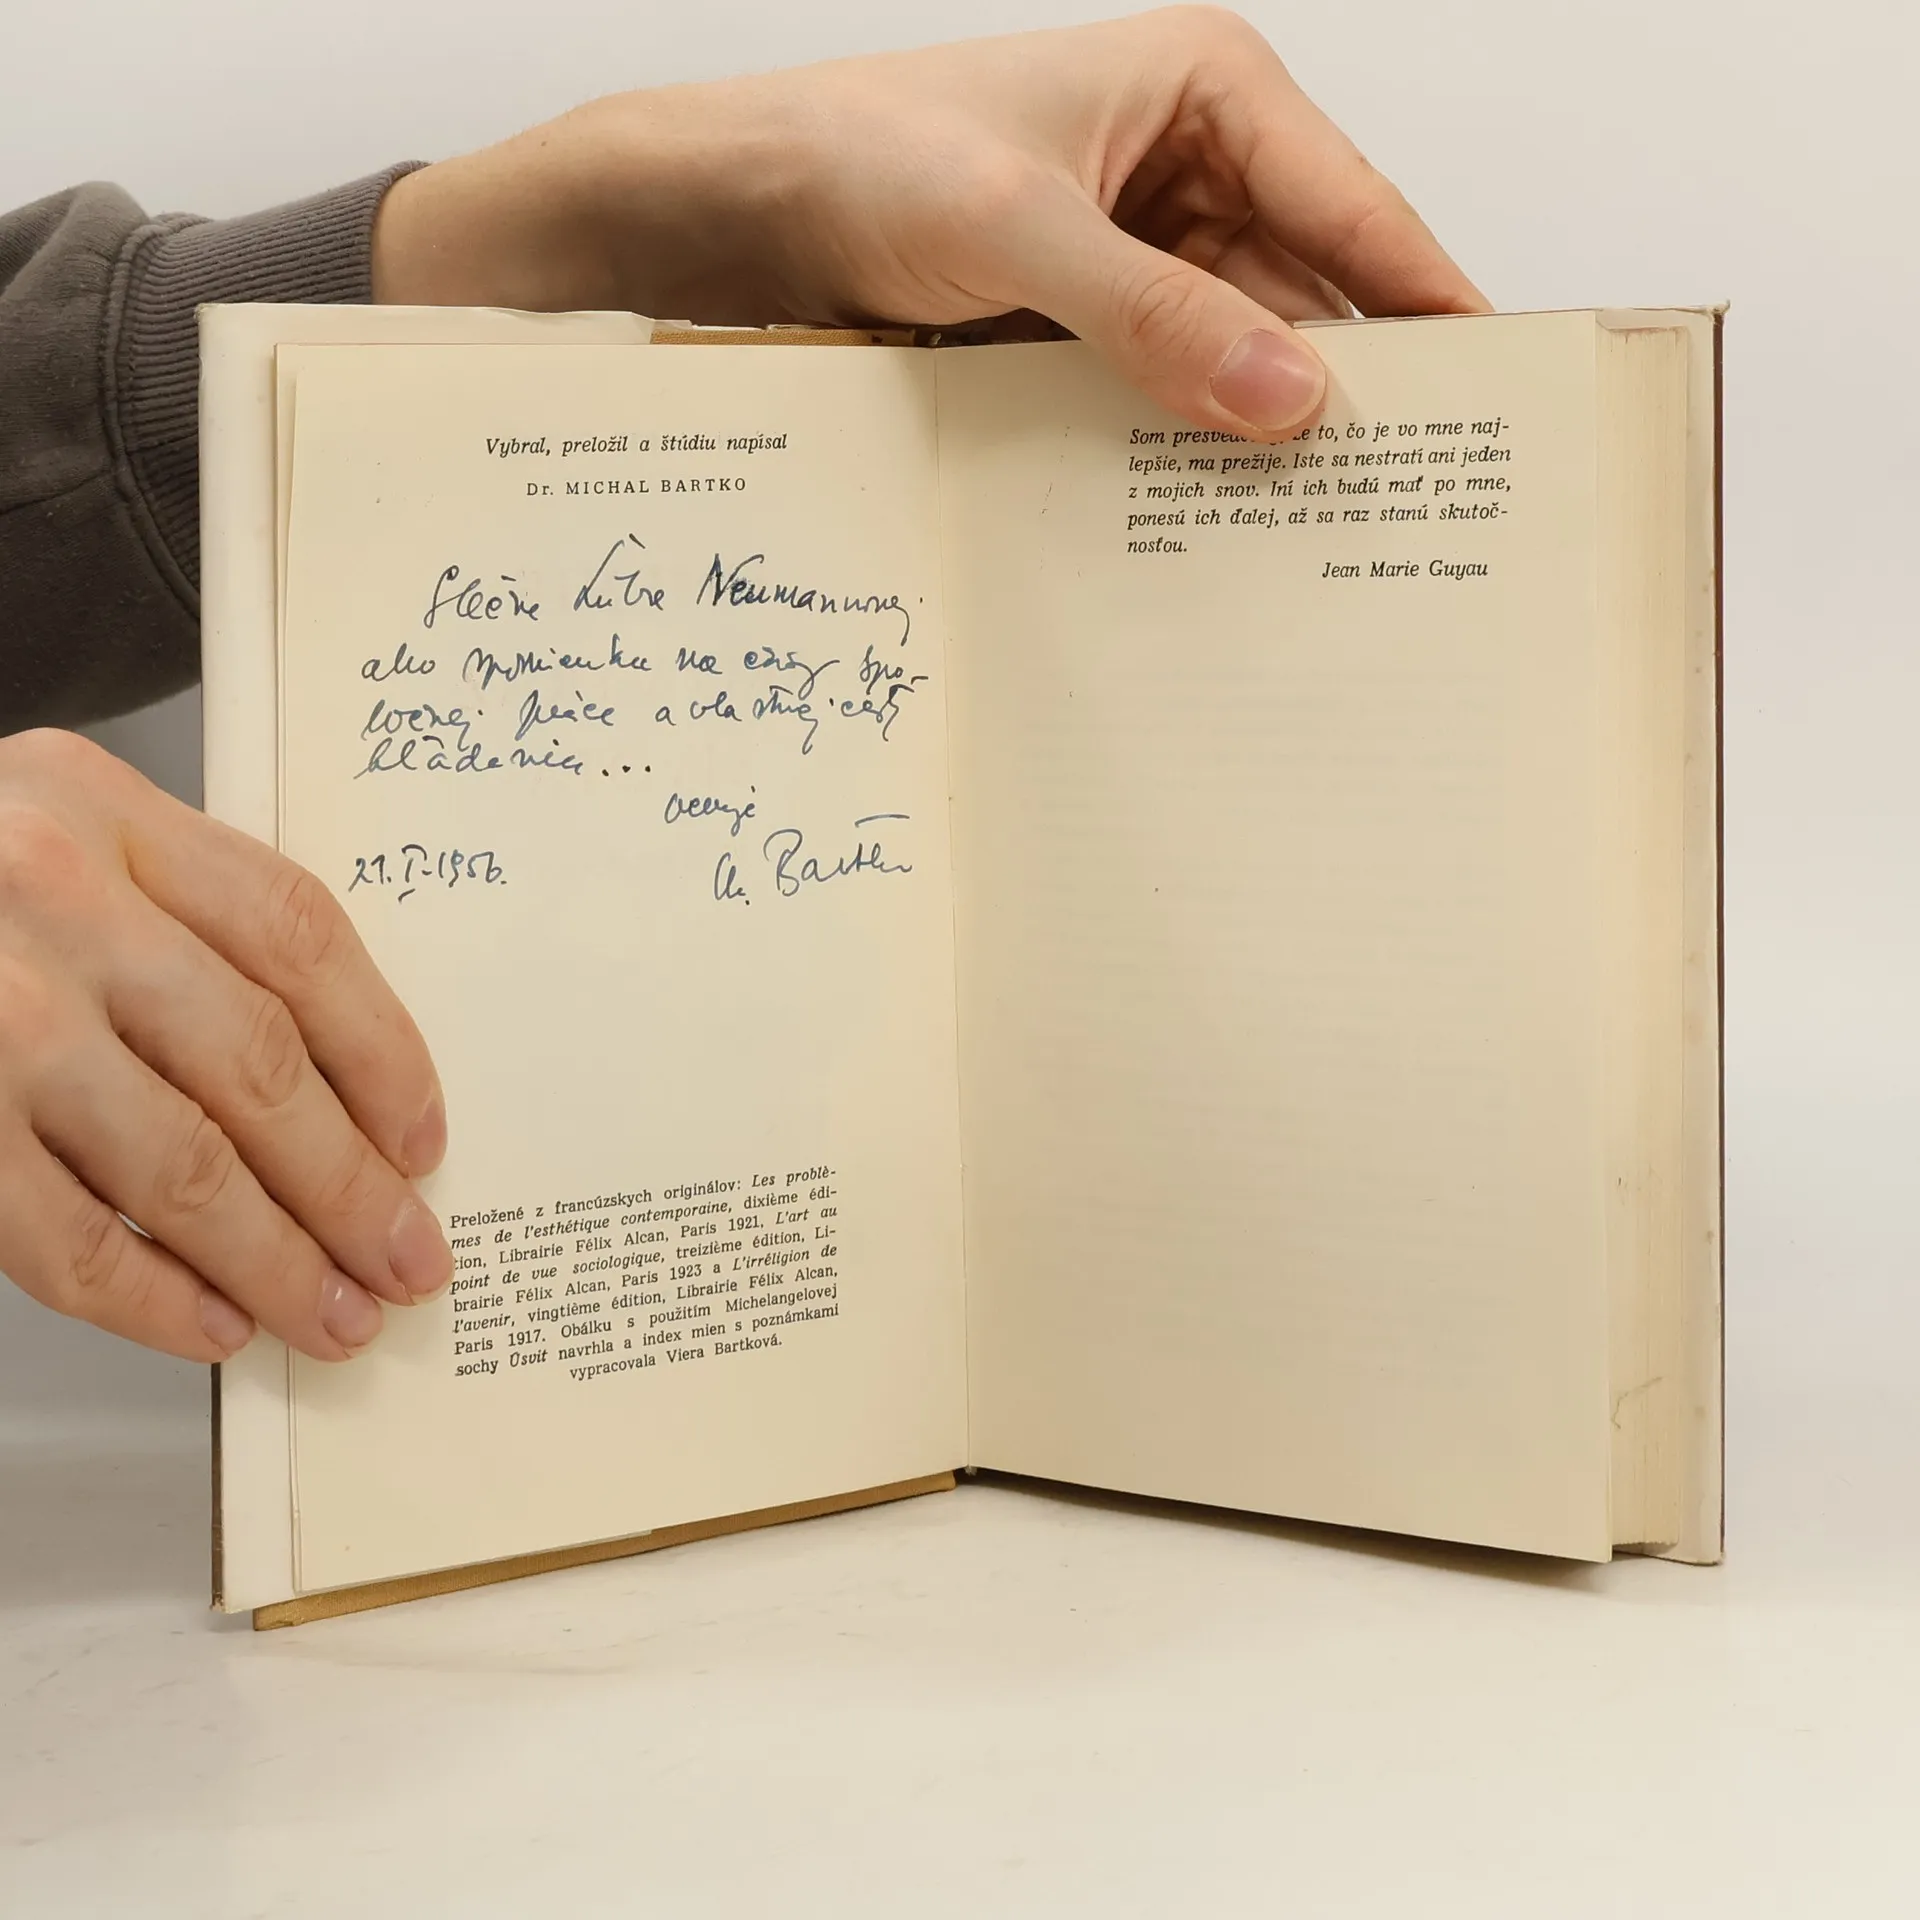 Vybral, preložil a štúdiu napísal
Dr. MICHAL BARTKO
Slečne Ľube Neumannovej
ako spomienku na časy spo-
ločnej práce a vlastnej cesty
hľadania...
venuje
21. I. 1956.
M. Bartko
Preložené z francúzskych originálov: Les problè-
mes de l'esthétique contemporaine, dixième édi-
tion, Librairie Félix Alcan, Paris 1921, L'art au
point de vue sociologique, treizième édition, Li-
brairie Félix Alcan, Paris 1923 a L'irréligion de
l'avenir, vingtième édition, Librairie Félix Alcan,
Paris 1917. Obálku s použitím Michelangelovej
sochy Úsvit navrhla a index mien s poznámkami
vypracovala Viera Bartková.
Som to, čo je vo mne naj-
lepšie, ma prežije. Iste sa nestratí ani jeden
z mojich snov. Iní ich budú mať po mne,
ponesú ich ďalej, až sa raz stanú skutoč-
nosťou.
Jean Marie Guyau